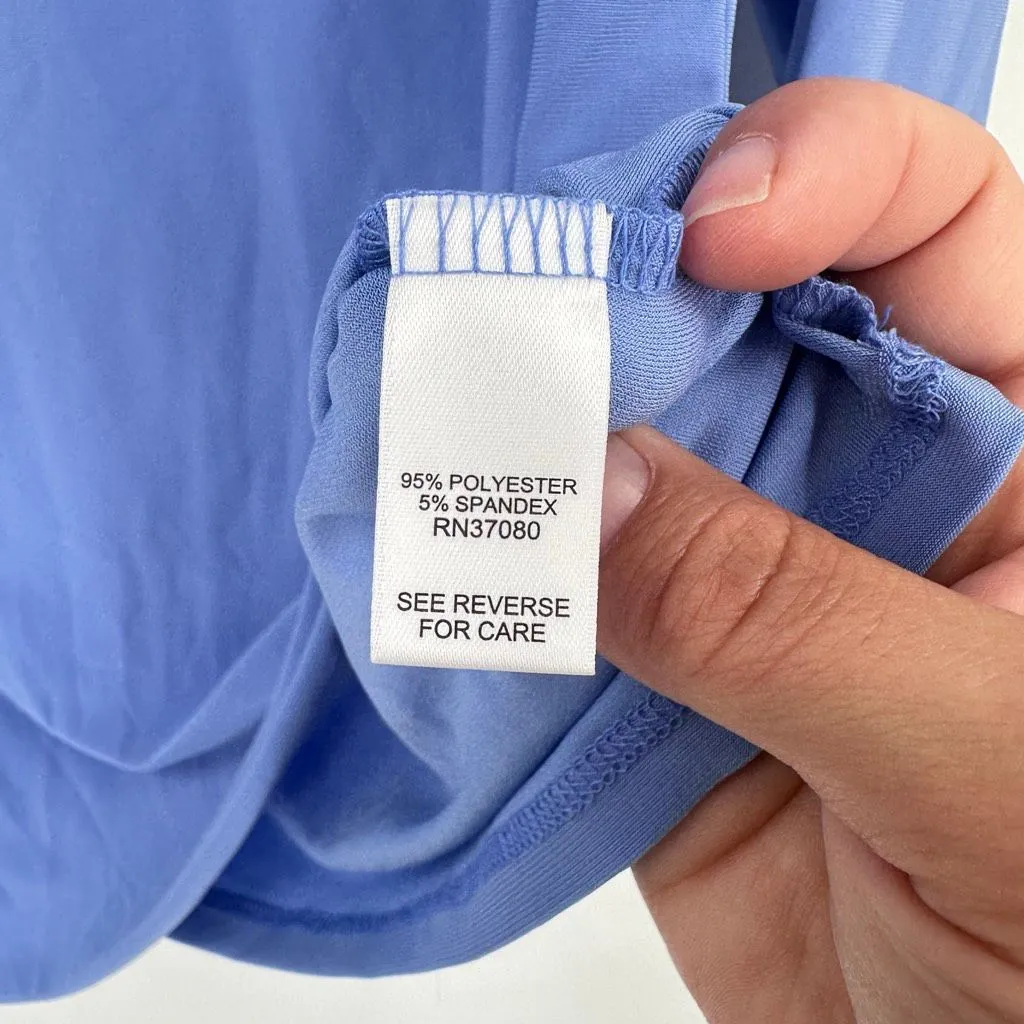 95% POLYESTER
5% SPANDEX
RN37080
SEE REVERSE
FOR CARE